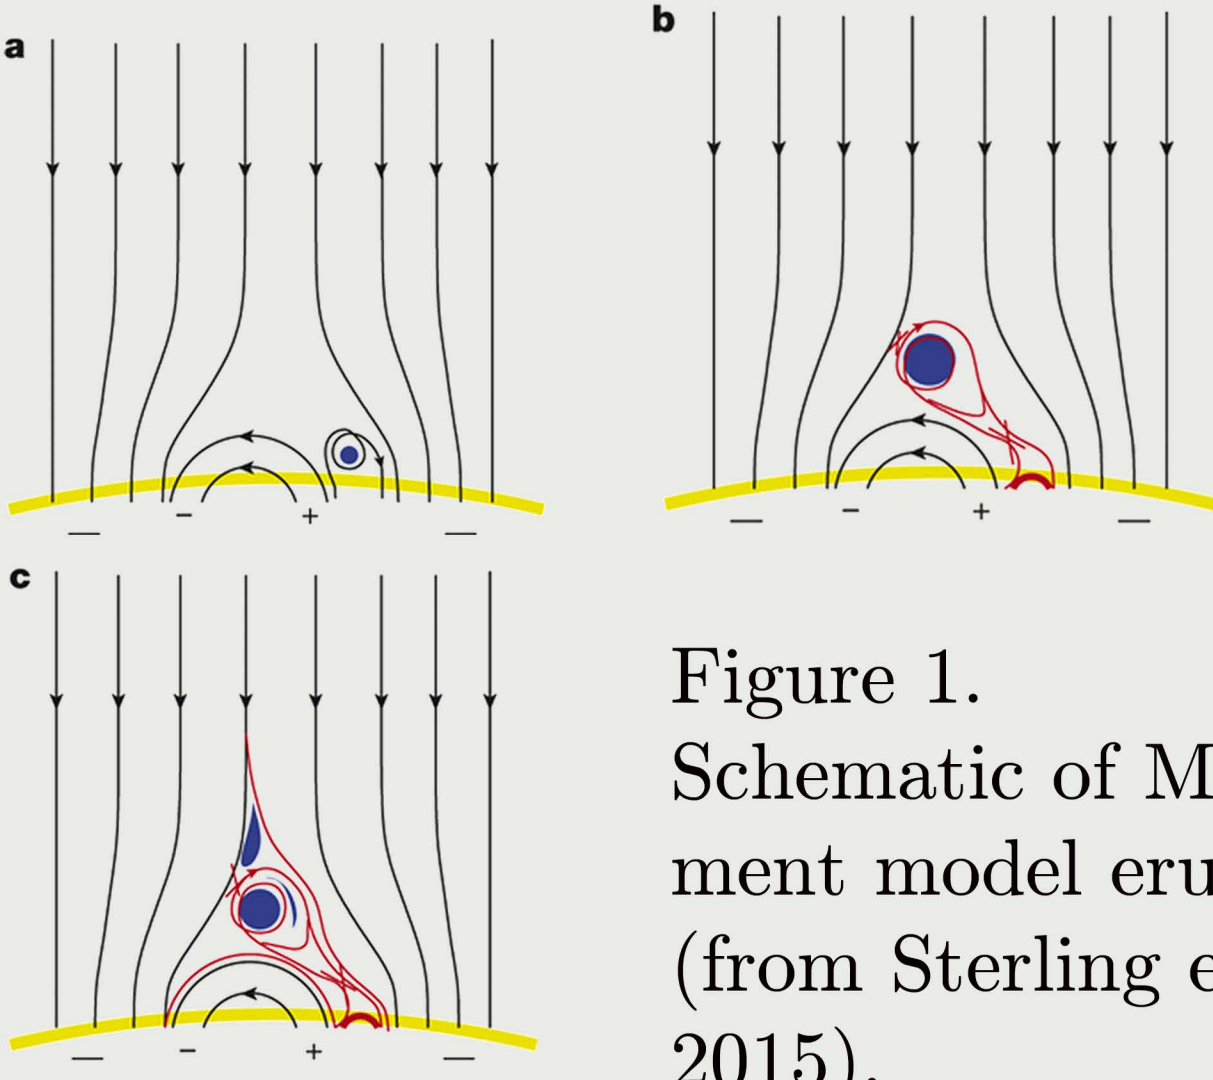 a
b
— - + —
— - + —
c
— - + —
Figure 1.
Schematic of M
ment model eru
(from Sterling e
2015).